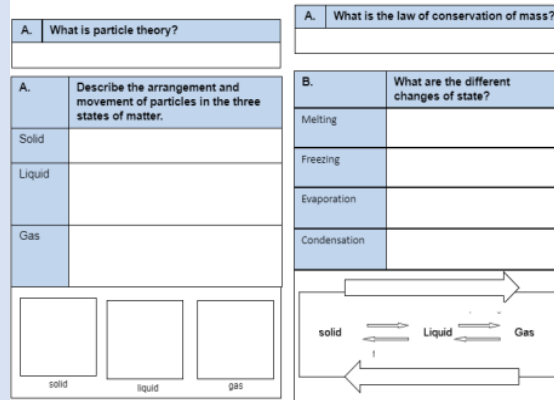 A. What is particle theory?
A. Describe the arrangement and
movement of particles in the three
states of matter.
Solid
Liquid
Gas
solid liquid gas
A. What is the law of conservation of mass?
B. What are the different
changes of state?
Melting
Freezing
Evaporation
Condensation
solid Liquid Gas
f